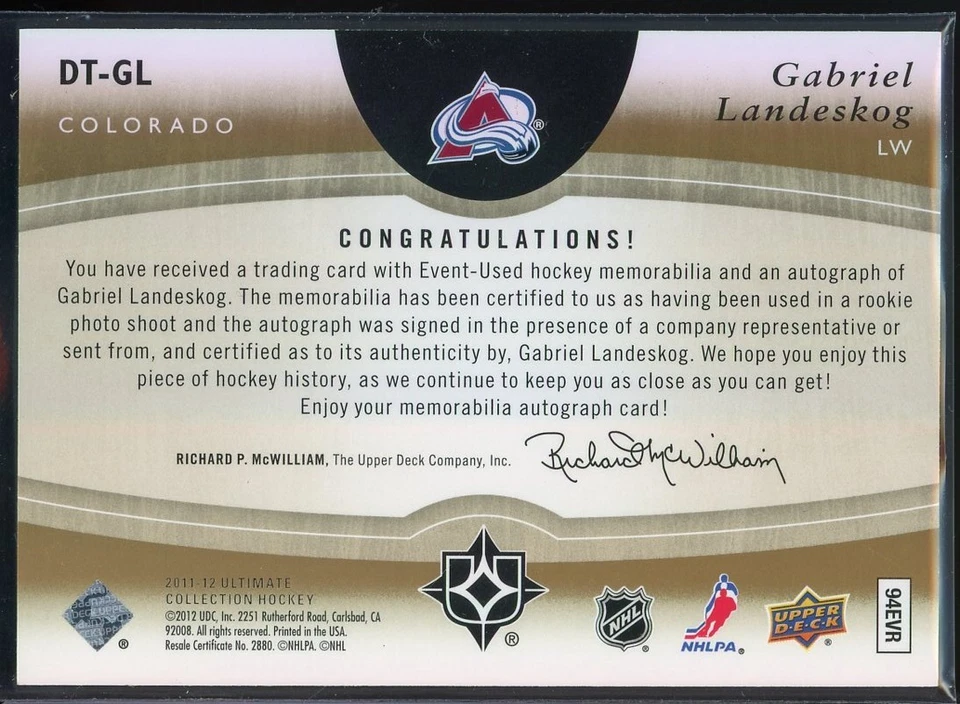 DT-GL
COLORADO
Gabriel
Landeskog
LW
®
CONGRATULATIONS!
You have received a trading card with Event-Used hockey memorabilia and an autograph of
Gabriel Landeskog. The memorabilia has been certified to us as having been used in a rookie
photo shoot and the autograph was signed in the presence of a company representative or
sent from, and certified as to its authenticity by, Gabriel Landeskog. We hope you enjoy this
piece of hockey history, as we continue to keep you as close as you can get!
Enjoy your memorabilia autograph card!
RICHARD P. McWILLIAM, The Upper Deck Company, Inc.
Richard McWilliam
2011-12 ULTIMATE
COLLECTION HOCKEY
©2012 UDC, Inc. 2251 Rutherford Road, Carlsbad, CA
92008. All rights reserved. Printed in the USA.
Resale Certificate No. 2880. ©NHLPA. ©NHL
®
®
NHL
®
NHLPA®
UPPER
D·E·C·K
®
94EVR